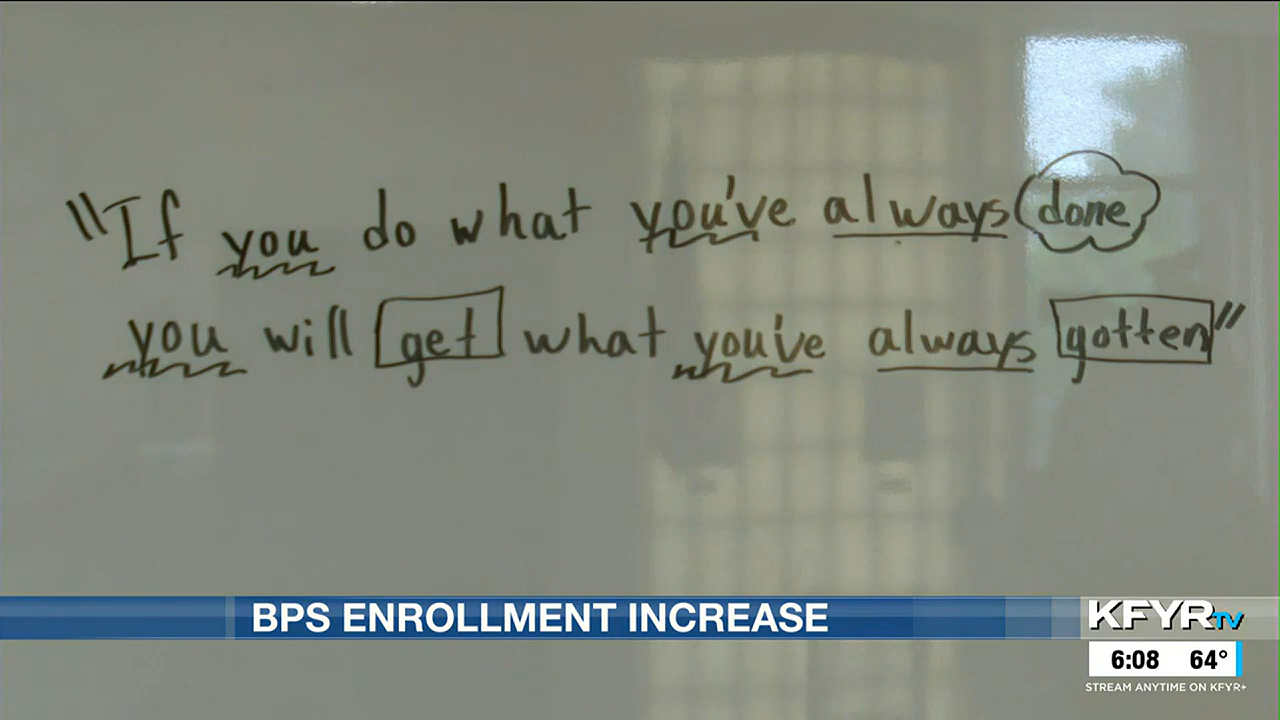 "If you do what you've always done
you will get what you've always gotten"
BPS ENROLLMENT INCREASE
KFYRTV
6:08 64°
STREAM ANYTIME ON KFYR+